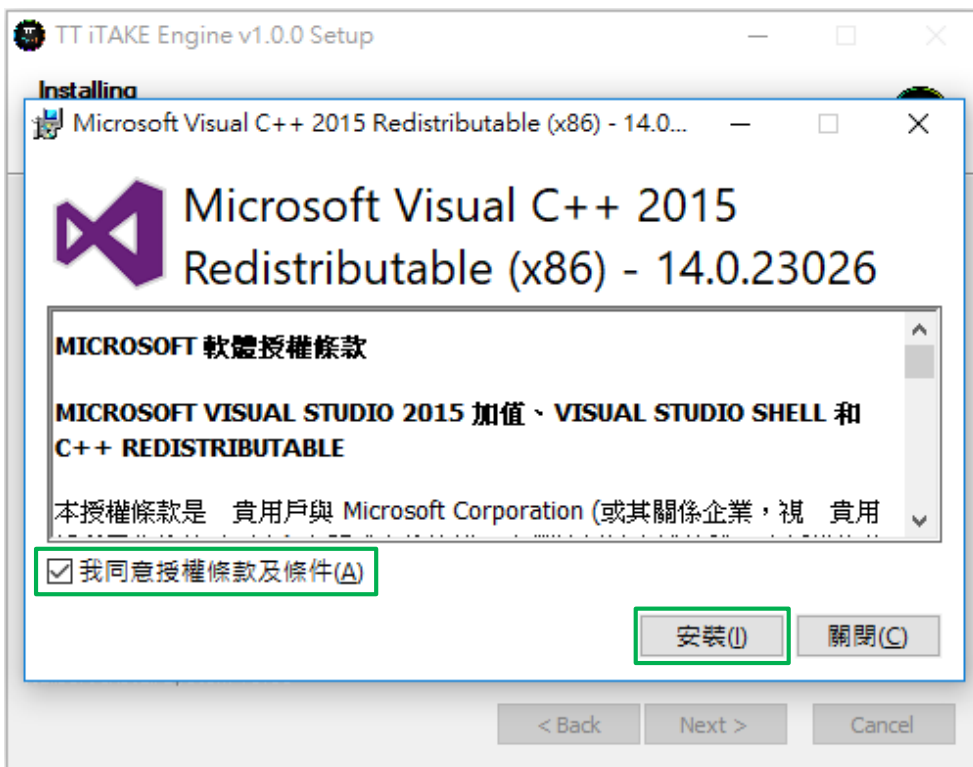 TT iTAKE Engine v1.0.0 Setup
Installing
Microsoft Visual C++ 2015 Redistributable (x86) - 14.0...
Microsoft Visual C++ 2015
Redistributable (x86) - 14.0.23026
MICROSOFT 軟體授權條款
MICROSOFT VISUAL STUDIO 2015 加值、VISUAL STUDIO SHELL 和
C++ REDISTRIBUTABLE
本授權條款是 貴用戶與 Microsoft Corporation (或其關係企業，視 貴用
我同意授權條款及條件(A)
安裝(I) 關閉(C)
< Back Next > Cancel